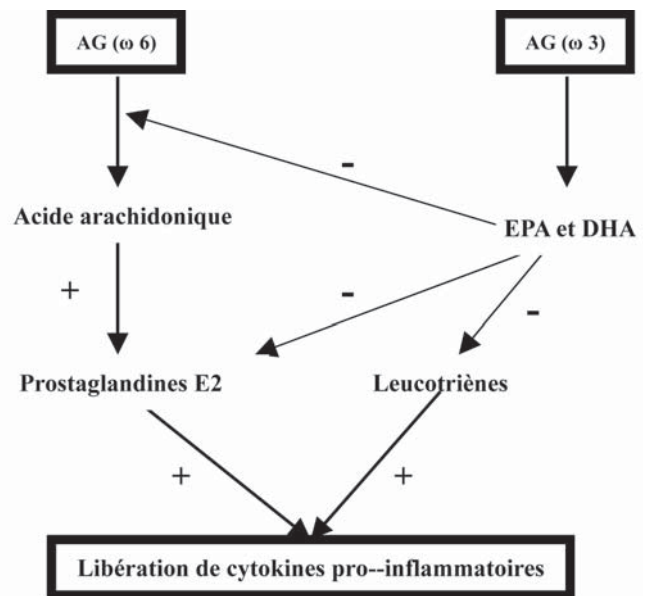 AG (ω 6)
AG (ω 3)
-
Acide arachidonique
EPA et DHA
+
-
-
Prostaglandines E2
Leucotriènes
+
+
Libération de cytokines pro--inflammatoires